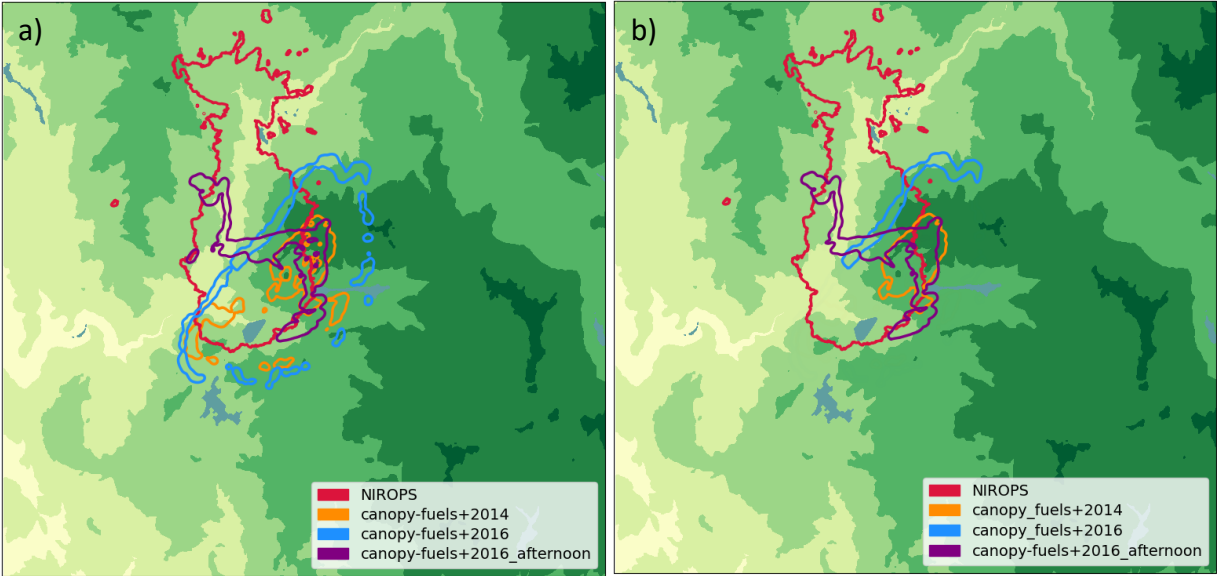 a)
NIROPS
canopy-fuels+2014
canopy-fuels+2016
canopy-fuels+2016_afternoon
b)
NIROPS
canopy_fuels+2014
canopy_fuels+2016
canopy-fuels+2016_afternoon